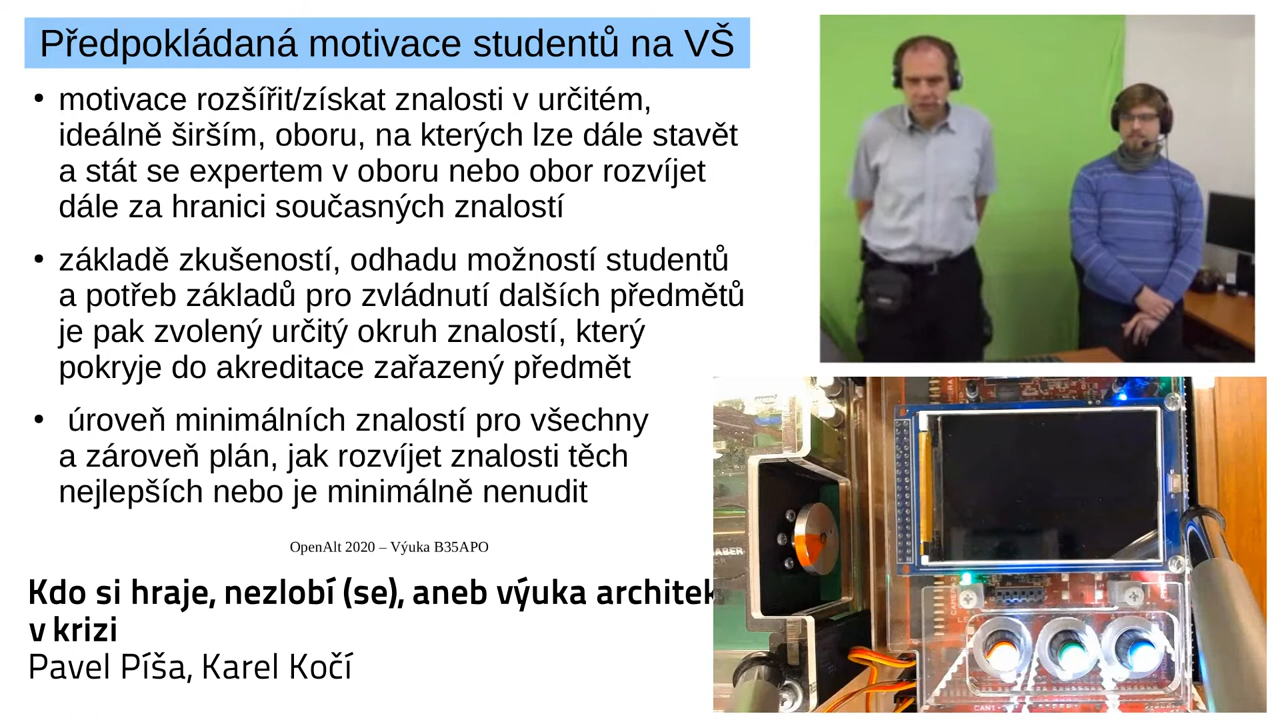 Předpokládaná motivace studentů na VŠ
• motivace rozšířit/získat znalosti v určitém,
ideálně širším, oboru, na kterých lze dále stavět
a stát se expertem v oboru nebo obor rozvíjet
dále za hranici současných znalostí
• základě zkušeností, odhadu možností studentů
a potřeb základů pro zvládnutí dalších předmětů
je pak zvolený určitý okruh znalostí, který
pokryje do akreditace zařazený předmět
• úroveň minimálních znalostí pro všechny
a zároveň plán, jak rozvíjet znalosti těch
nejlepších nebo je minimálně nenudit
OpenAlt 2020 – Výuka B35APO
Kdo si hraje, nezlobí (se), aneb výuka architek
v krizi
Pavel Píša, Karel Kočí